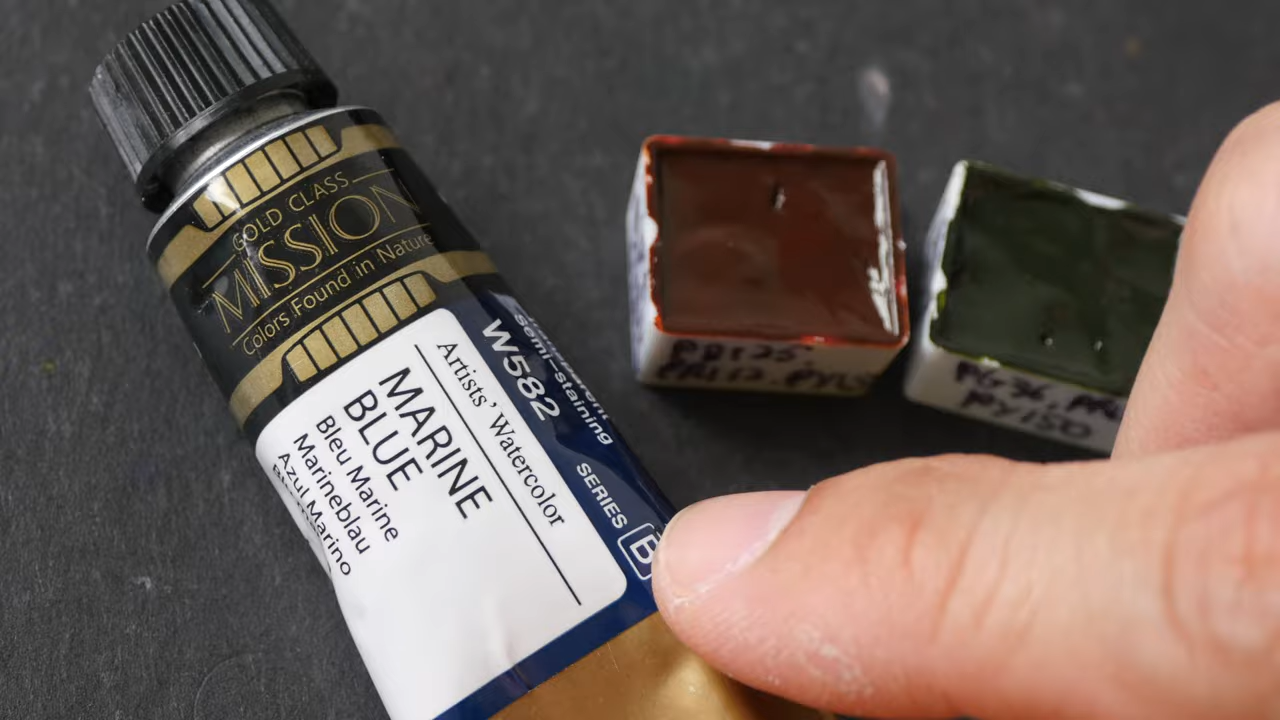 GOLD CLASS
MISSION
Colors Found in Nature
semi-staining
W582
Artists' Watercolor
MARINE
BLUE
Bleu Marine
Marineblau
Azul Marino
SERIES B
PG36,
PY150